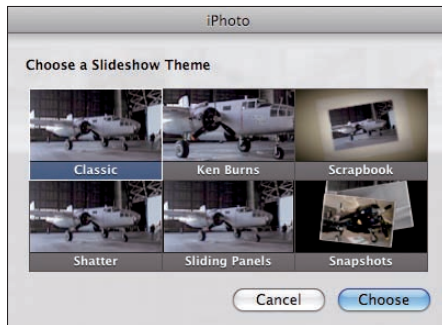 iPhoto
Choose a Slideshow Theme
Classic Ken Burns Scrapbook
Shatter Sliding Panels Snapshots
Cancel Choose